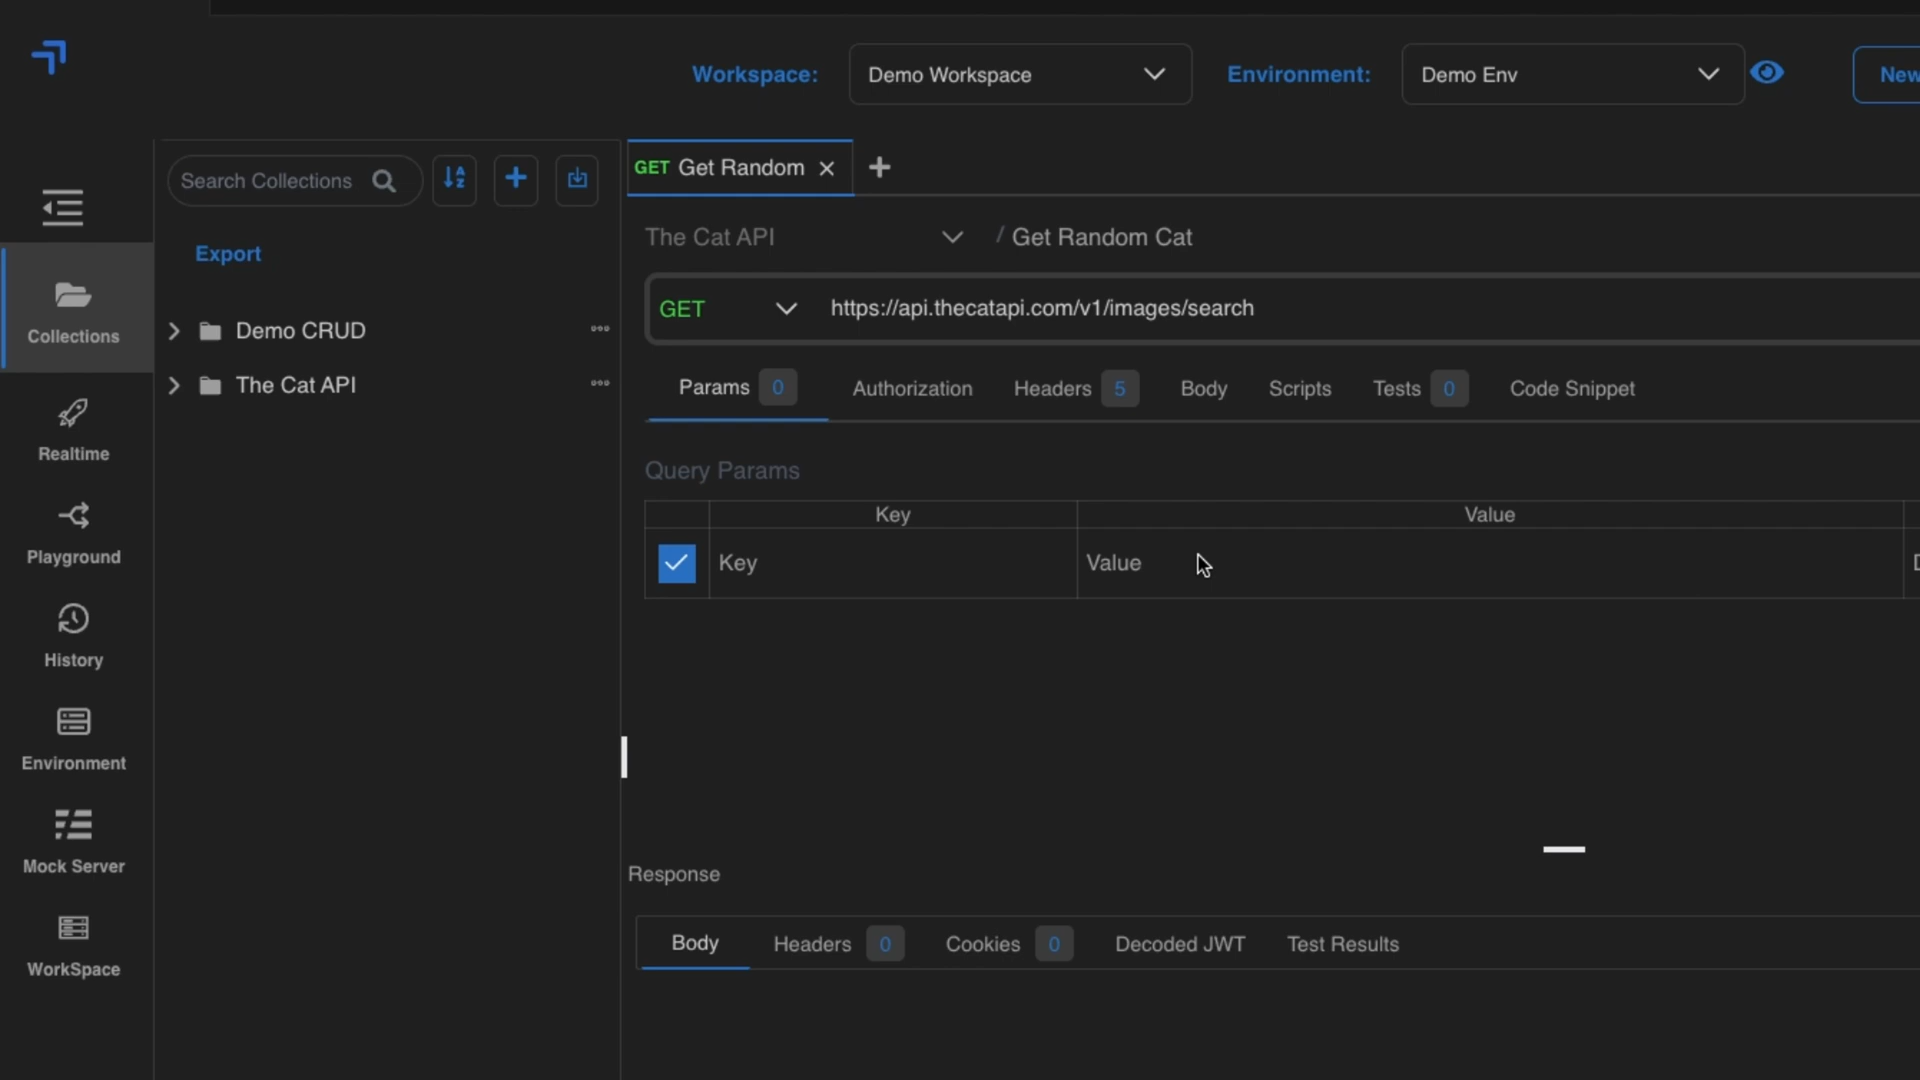 Workspace: Demo Workspace Environment: Demo Env New
Search Collections
GET Get Random
The Cat API / Get Random Cat
Export
GET https://api.thecatapi.com/v1/images/search
Collections
Demo CRUD
The Cat API
Params 0 Authorization Headers 5 Body Scripts Tests 0 Code Snippet
Realtime
Query Params
Key Value
Key Value
Playground
History
Environment
Mock Server
WorkSpace
Response
Body Headers 0 Cookies 0 Decoded JWT Test Results